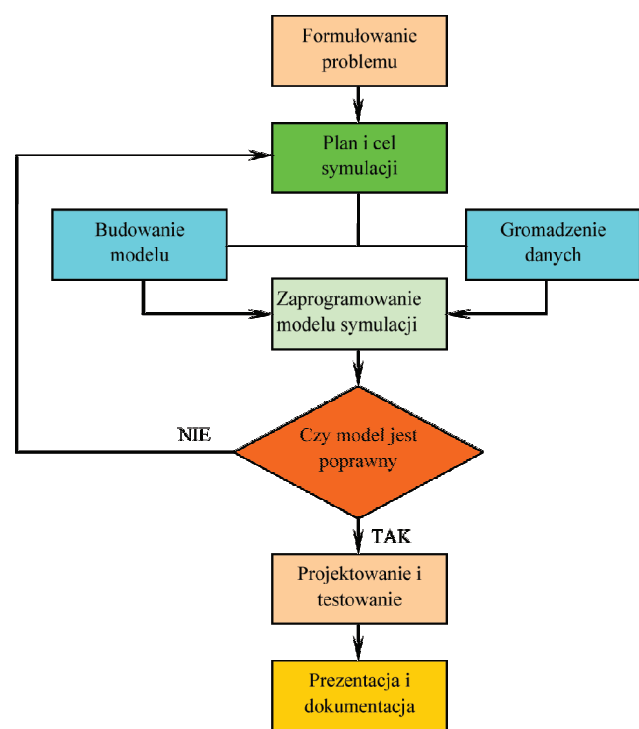 Formułowanie
problemu
Plan i cel
symulacji
Budowanie
modelu
Gromadzenie
danych
Zaprogramowanie
modelu symulacji
NIE
Czy model jest
poprawny
TAK
Projektowanie i
testowanie
Prezentacja i
dokumentacja